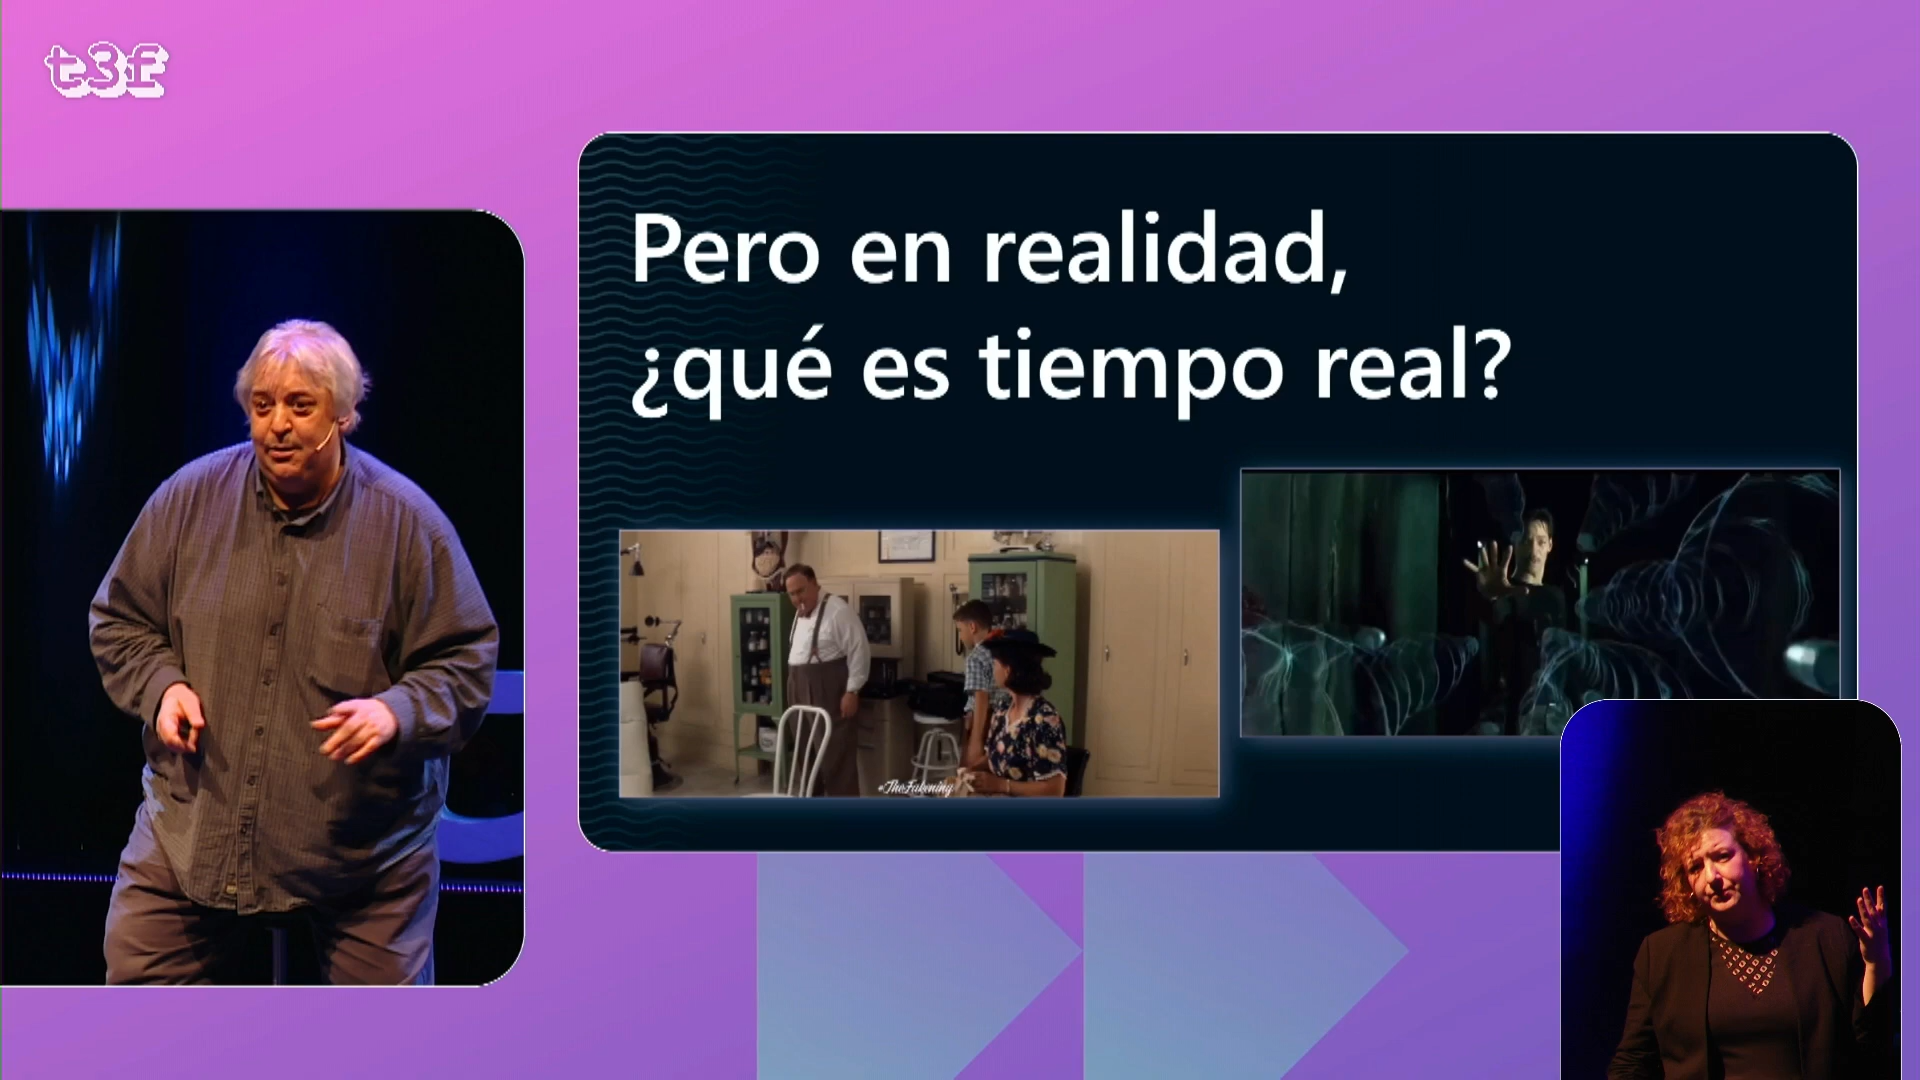 t3f
Pero en realidad,
¿qué es tiempo real?
@TheFakening